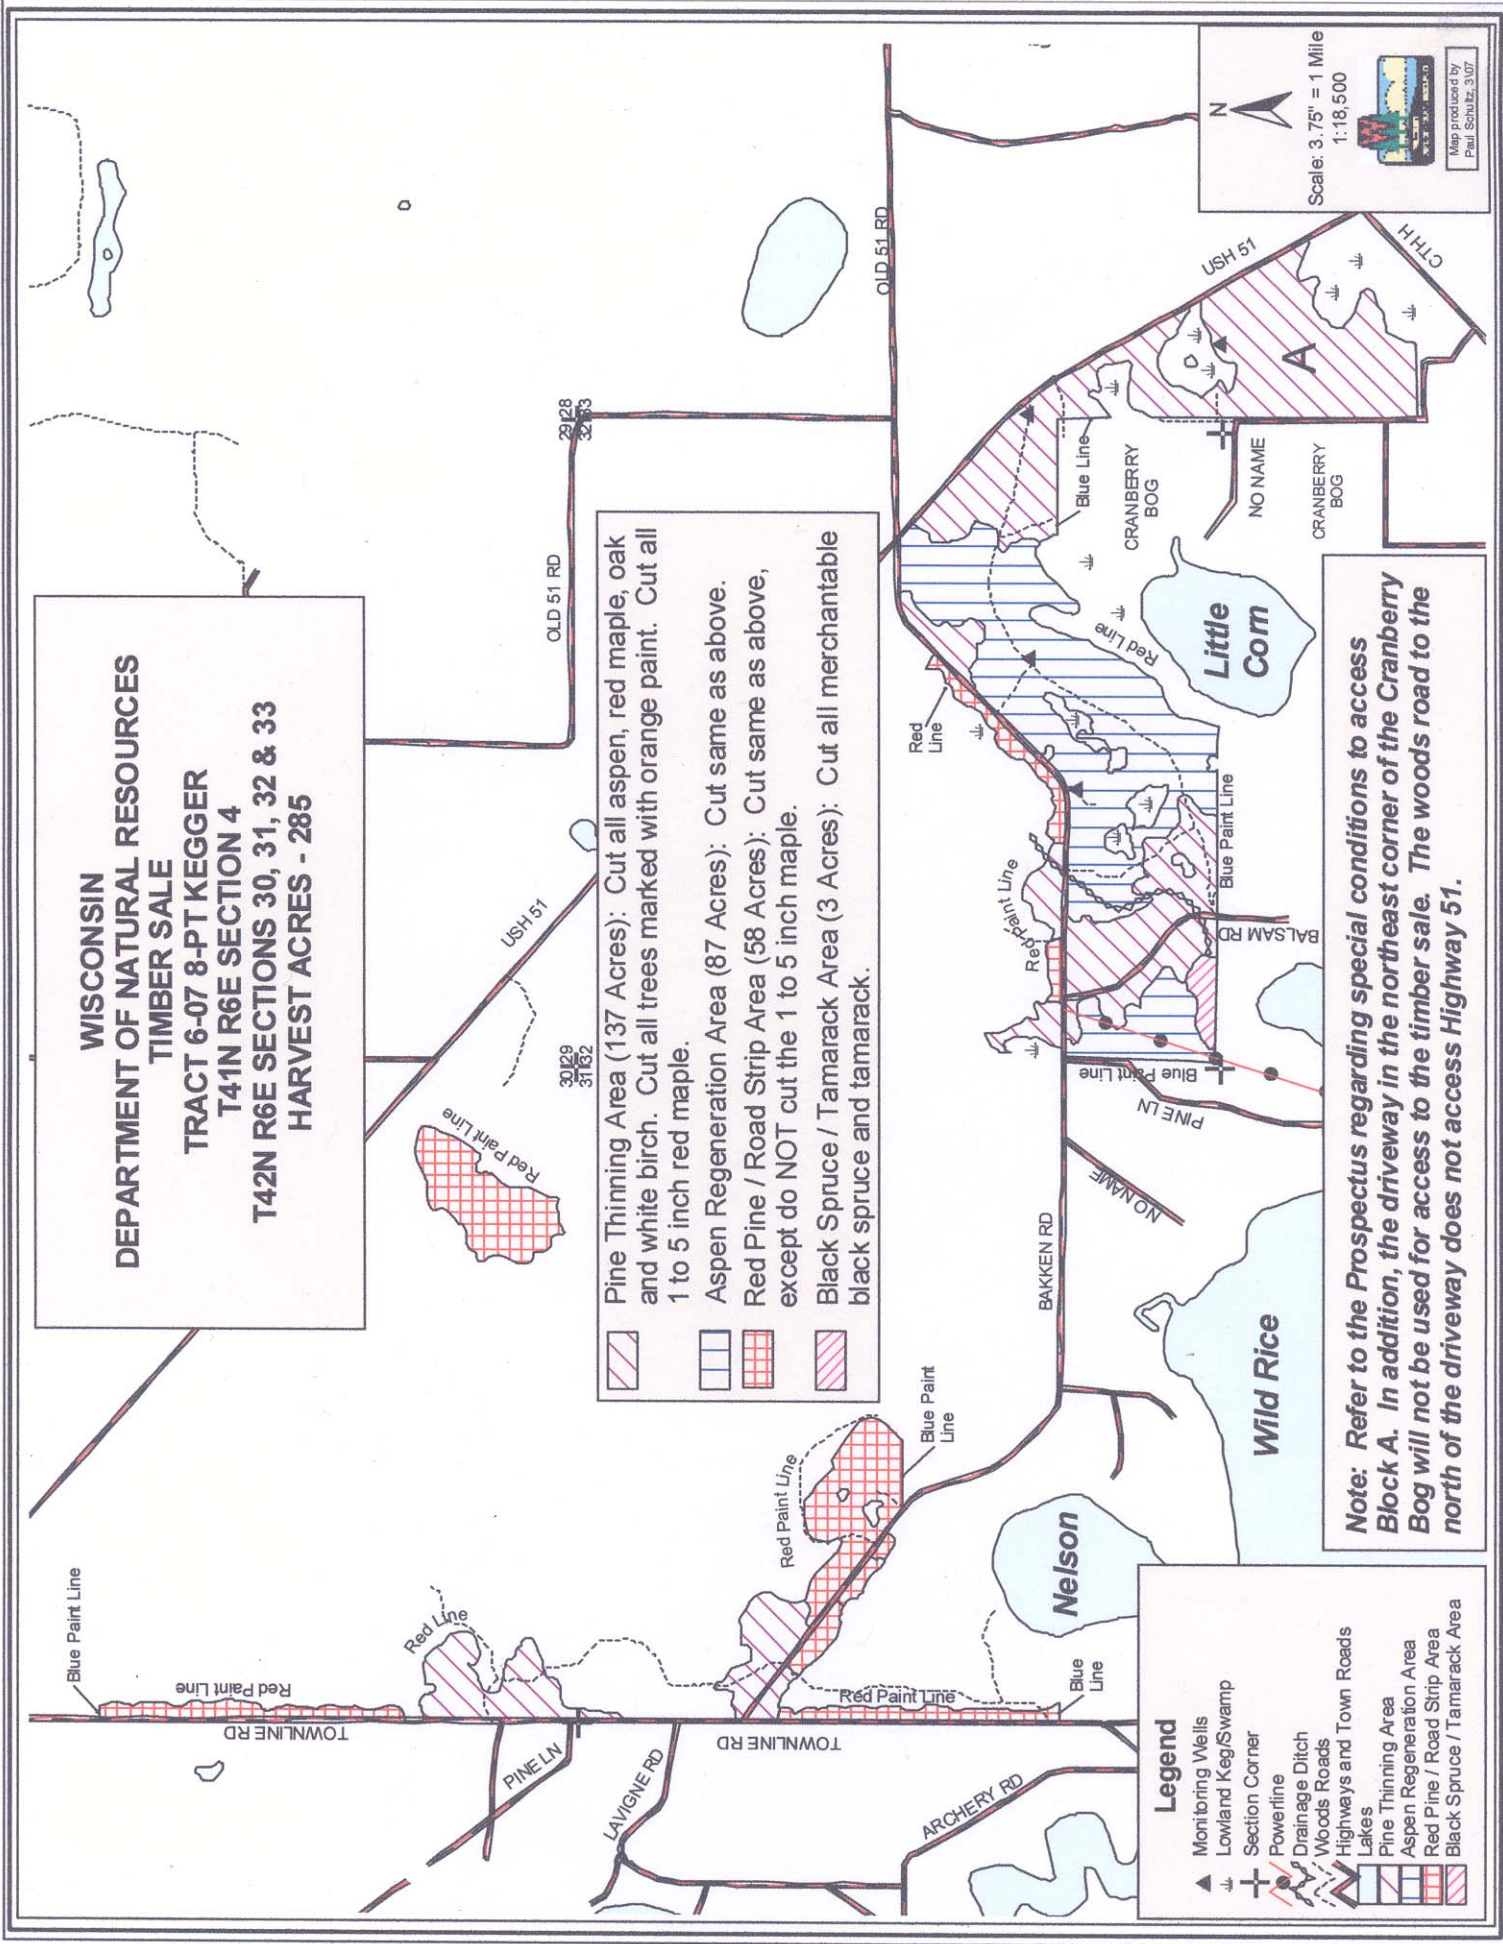 WISCONSIN
DEPARTMENT OF NATURAL RESOURCES
TIMBER SALE
TRACT 6-07 8-PT KEGGER
T41N R6E SECTION 4
T42N R6E SECTIONS 30, 31, 32 & 33
HARVEST ACRES - 285
Pine Thinning Area (137 Acres): Cut all aspen, red maple, oak
and white birch. Cut all trees marked with orange paint. Cut all
1 to 5 inch red maple.
Aspen Regeneration Area (87 Acres): Cut same as above.
Red Pine / Road Strip Area (58 Acres): Cut same as above,
except do NOT cut the 1 to 5 inch maple.
Black Spruce / Tamarack Area (3 Acres): Cut all merchantable
black spruce and tamarack.
Blue Paint Line
Red Paint Line
TOWNLINE RD
Red Line
USH 51
Red Paint Line
30 29
31 32
OLD 51 RD
29 28
32 33
PINE LN
LAVIGNE RD
TOWNLINE RD
Red Paint Line
Blue Paint
Line
Red Paint Line
Blue
Line
ARCHERY RD
Nelson
BAKKEN RD
NO NAME
PINE LN
Blue Paint Line
Wild Rice
Red Paint Line
BALSAM RD
Blue Paint Line
Red
Line
Red Line
Little
Corn
OLD 51 RD
Blue Line
CRANBERRY
BOG
NO NAME
CRANBERRY
BOG
USH 51
A
CTH H
Legend
Monitoring Wells
Lowland Keg/Swamp
Section Corner
Powerline
Drainage Ditch
Woods Roads
Highways and Town Roads
Lakes
Pine Thinning Area
Aspen Regeneration Area
Red Pine / Road Strip Area
Black Spruce / Tamarack Area
Note: Refer to the Prospectus regarding special conditions to access
Block A. In addition, the driveway in the northeast corner of the Cranberry
Bog will not be used for access to the timber sale. The woods road to the
north of the driveway does not access Highway 51.
N
Scale: 3.75" = 1 Mile
1:18,500
Map produced by
Paul Schultz, 3\07